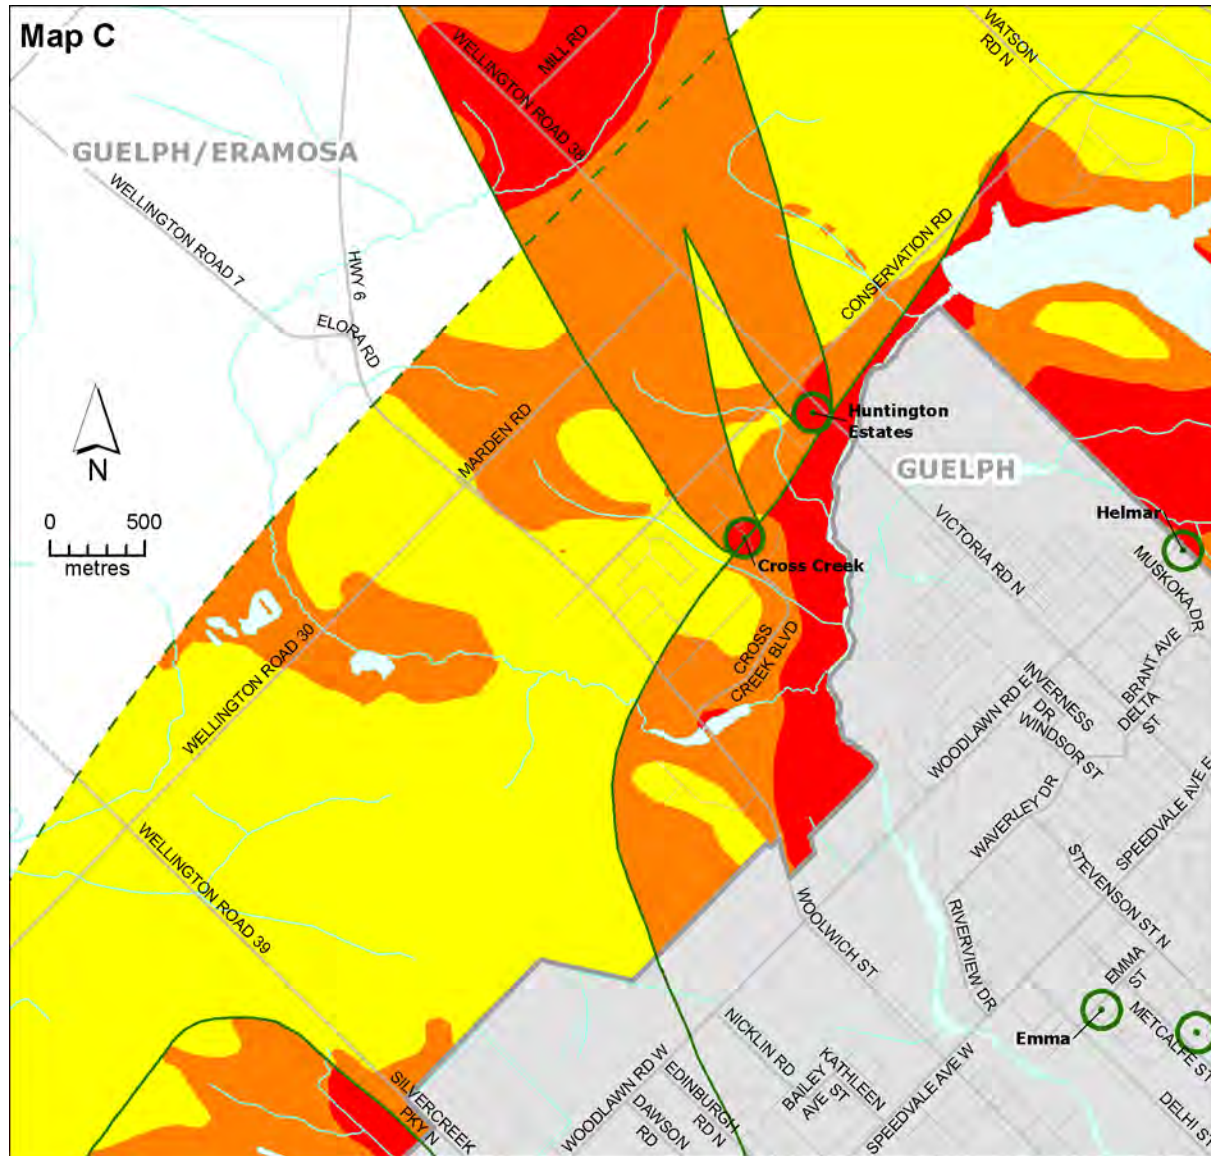 Map C
WATSON
RD N
WELLINGTON ROAD 38
MILL RD
GUELPH/ERAMOSA
WELLINGTON ROAD 7
HWY 6
ELORA RD
CONSERVATION RD
MARDEN RD
N
0 500
metres
Huntington
Estates
GUELPH
Helmar
VICTORIA RD N
MUSKOKA DR
Cross Creek
CROSS
CREEK BLVD
WELLINGTON ROAD 30
BRANT AVE
DELTA
ST
INVERNESS
DR
WINDSOR ST
WOODLAWN RD E
WAVERLEY DR
SPEEDVALE AVE E
STEVENSON ST N
WELLINGTON ROAD 39
WOOLWICH ST
RIVERVIEW DR
EMMA
ST
METCALFE ST
Emma
NICKLIN RD
KATHLEEN
ST
BAILEY
AVE
SILVERCREEK
PKY N
WOODLAWN RD W
EDINBURGH
RD N
DAWSON
RD
SPEEDVALE AVE W
DELHI ST